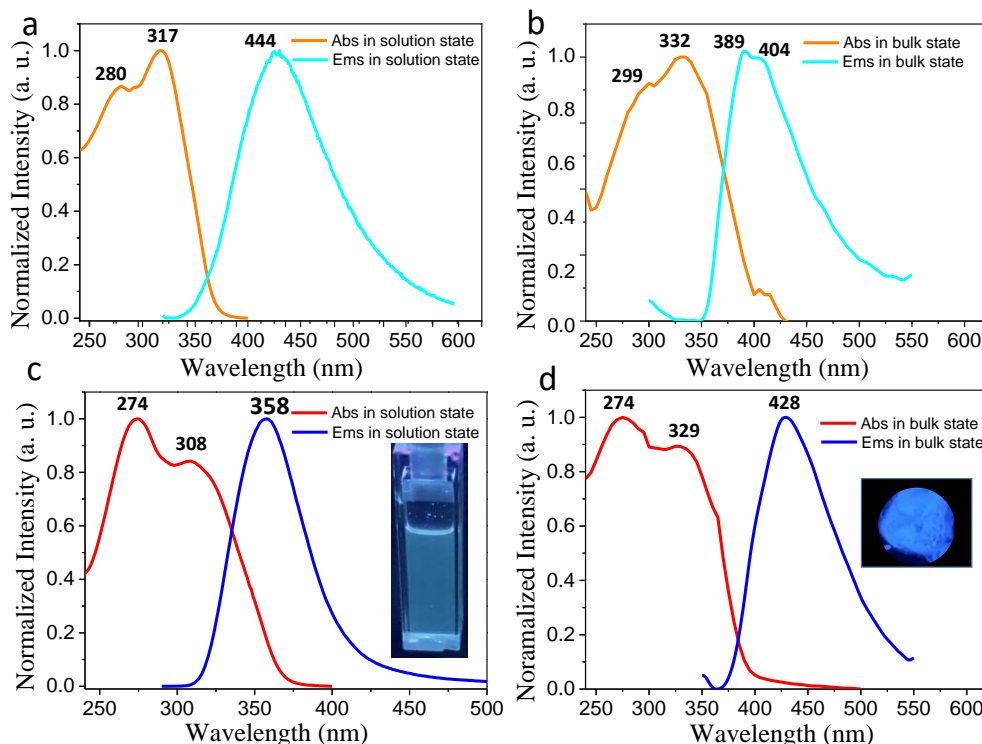 a
317
444
280
Abs in solution state
Ems in solution state
1.0
0.8
0.6
0.4
0.2
0.0
Normalized Intensity (a. u.)
250 300 350 400 450 500 550 600
Wavelength (nm)
b
332
389
404
299
Abs in bulk state
Ems in bulk state
1.0
0.8
0.6
0.4
0.2
0.0
Normalized Intensity (a. u.)
250 300 350 400 450 500 550 600
Wavelength (nm)
c
274
358
308
Abs in solution state
Ems in solution state
1.0
0.8
0.6
0.4
0.2
0.0
Normalized Intensity (a. u.)
250 300 350 400 450 500
Wavelength (nm)
d
274
428
329
Abs in bulk state
Ems in bulk state
1.0
0.8
0.6
0.4
0.2
0.0
Noramalized Intensity (a. u.)
250 300 350 400 450 500 550 600
Wavelength (nm)